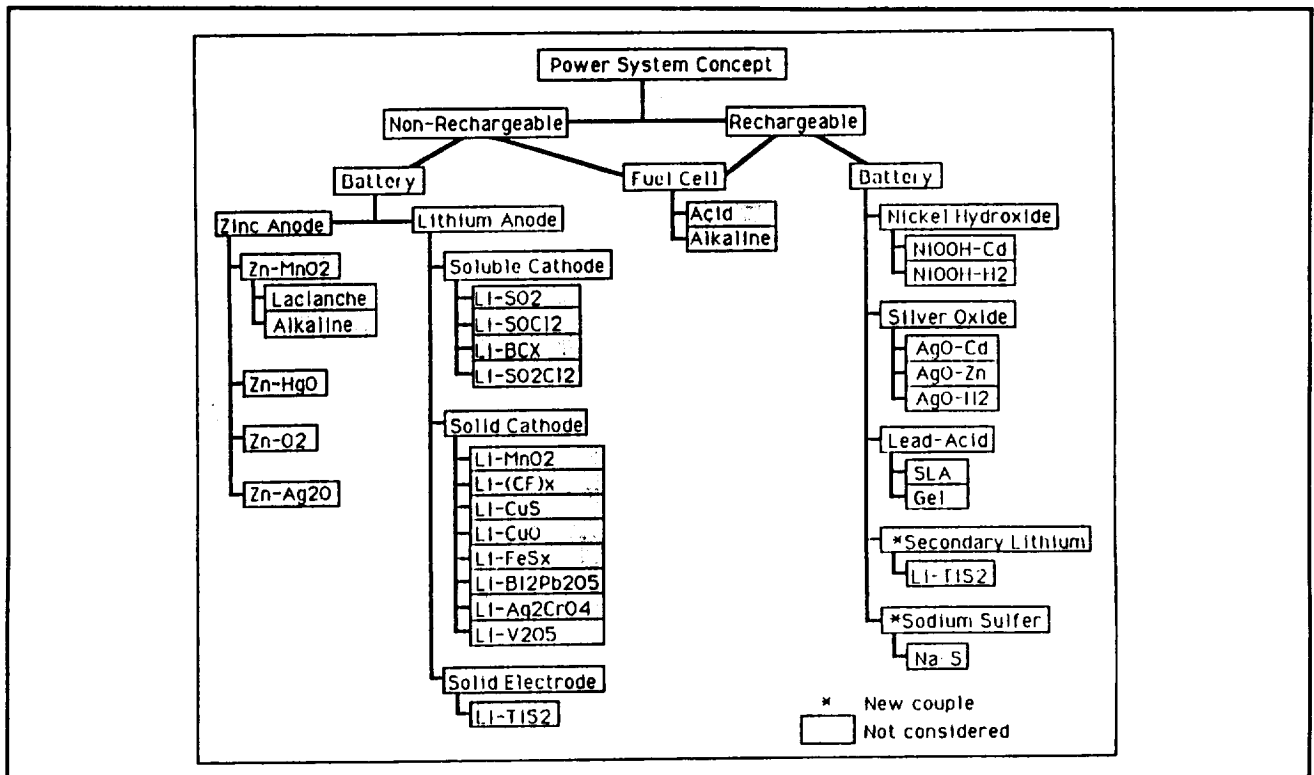 Power System Concept
Non-Rechargeable
Rechargeable
Battery
Fuel Cell
Battery
Zinc Anode
Lithium Anode
Acid
Alkaline
Nickel Hydroxide
NIOOH-Cd
NIOOH-H2
Zn-MnO2
Laclanche
Alkaline
Soluble Cathode
LI-SO2
LI-SOCl2
LI-BCX
LI-SO2Cl2
Silver Oxide
AgO-Cd
AgO-Zn
AgO-H2
Zn-HgO
Zn-O2
Zn-Ag2O
Solid Cathode
LI-MnO2
LI-(CF)x
LI-CuS
LI-CuO
LI-FeSx
LI-BI2Pb2O5
LI-Ag2CrO4
LI-V2O5
Lead-Acid
SLA
Gel
*Secondary Lithium
LI-TIS2
*Sodium Sulfer
Na-S
Solid Electrode
LI-TIS2
* New couple
Not considered